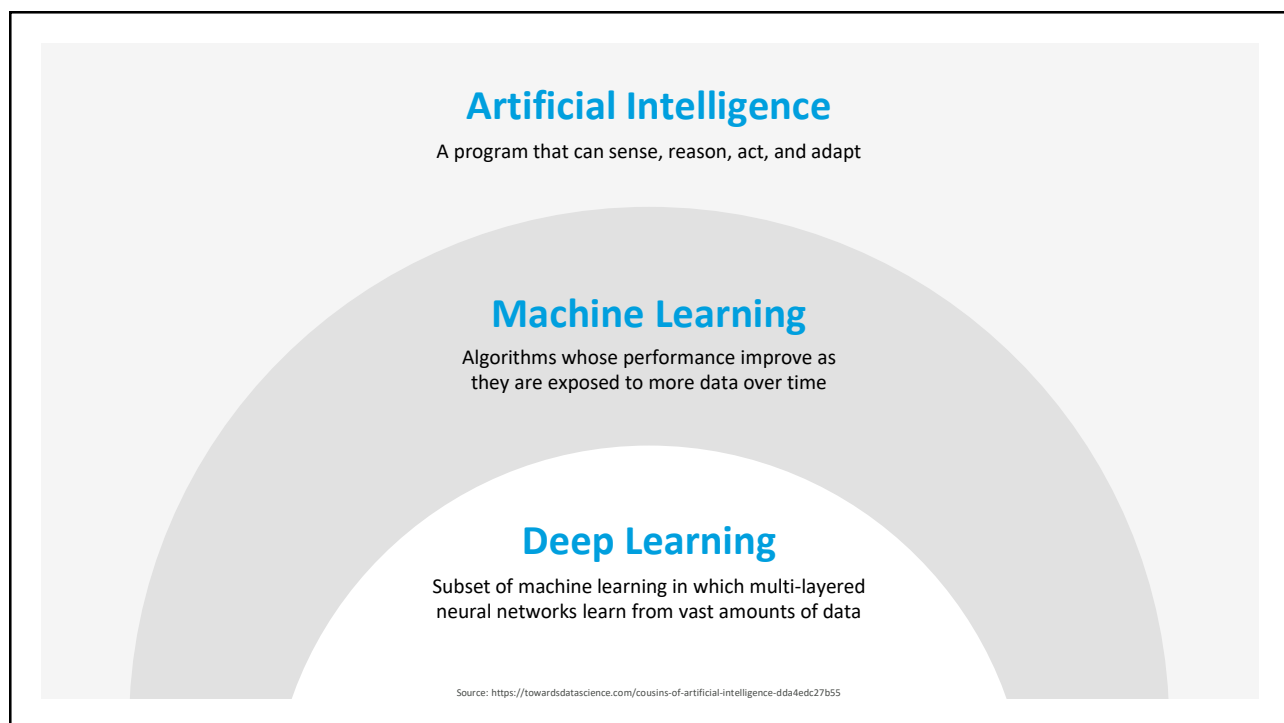 Artificial Intelligence
A program that can sense, reason, act, and adapt
Machine Learning
Algorithms whose performance improve as
they are exposed to more data over time
Deep Learning
Subset of machine learning in which multi-layered
neural networks learn from vast amounts of data
Source: https://towardsdatascience.com/cousins-of-artificial-intelligence-dda4edc27b55